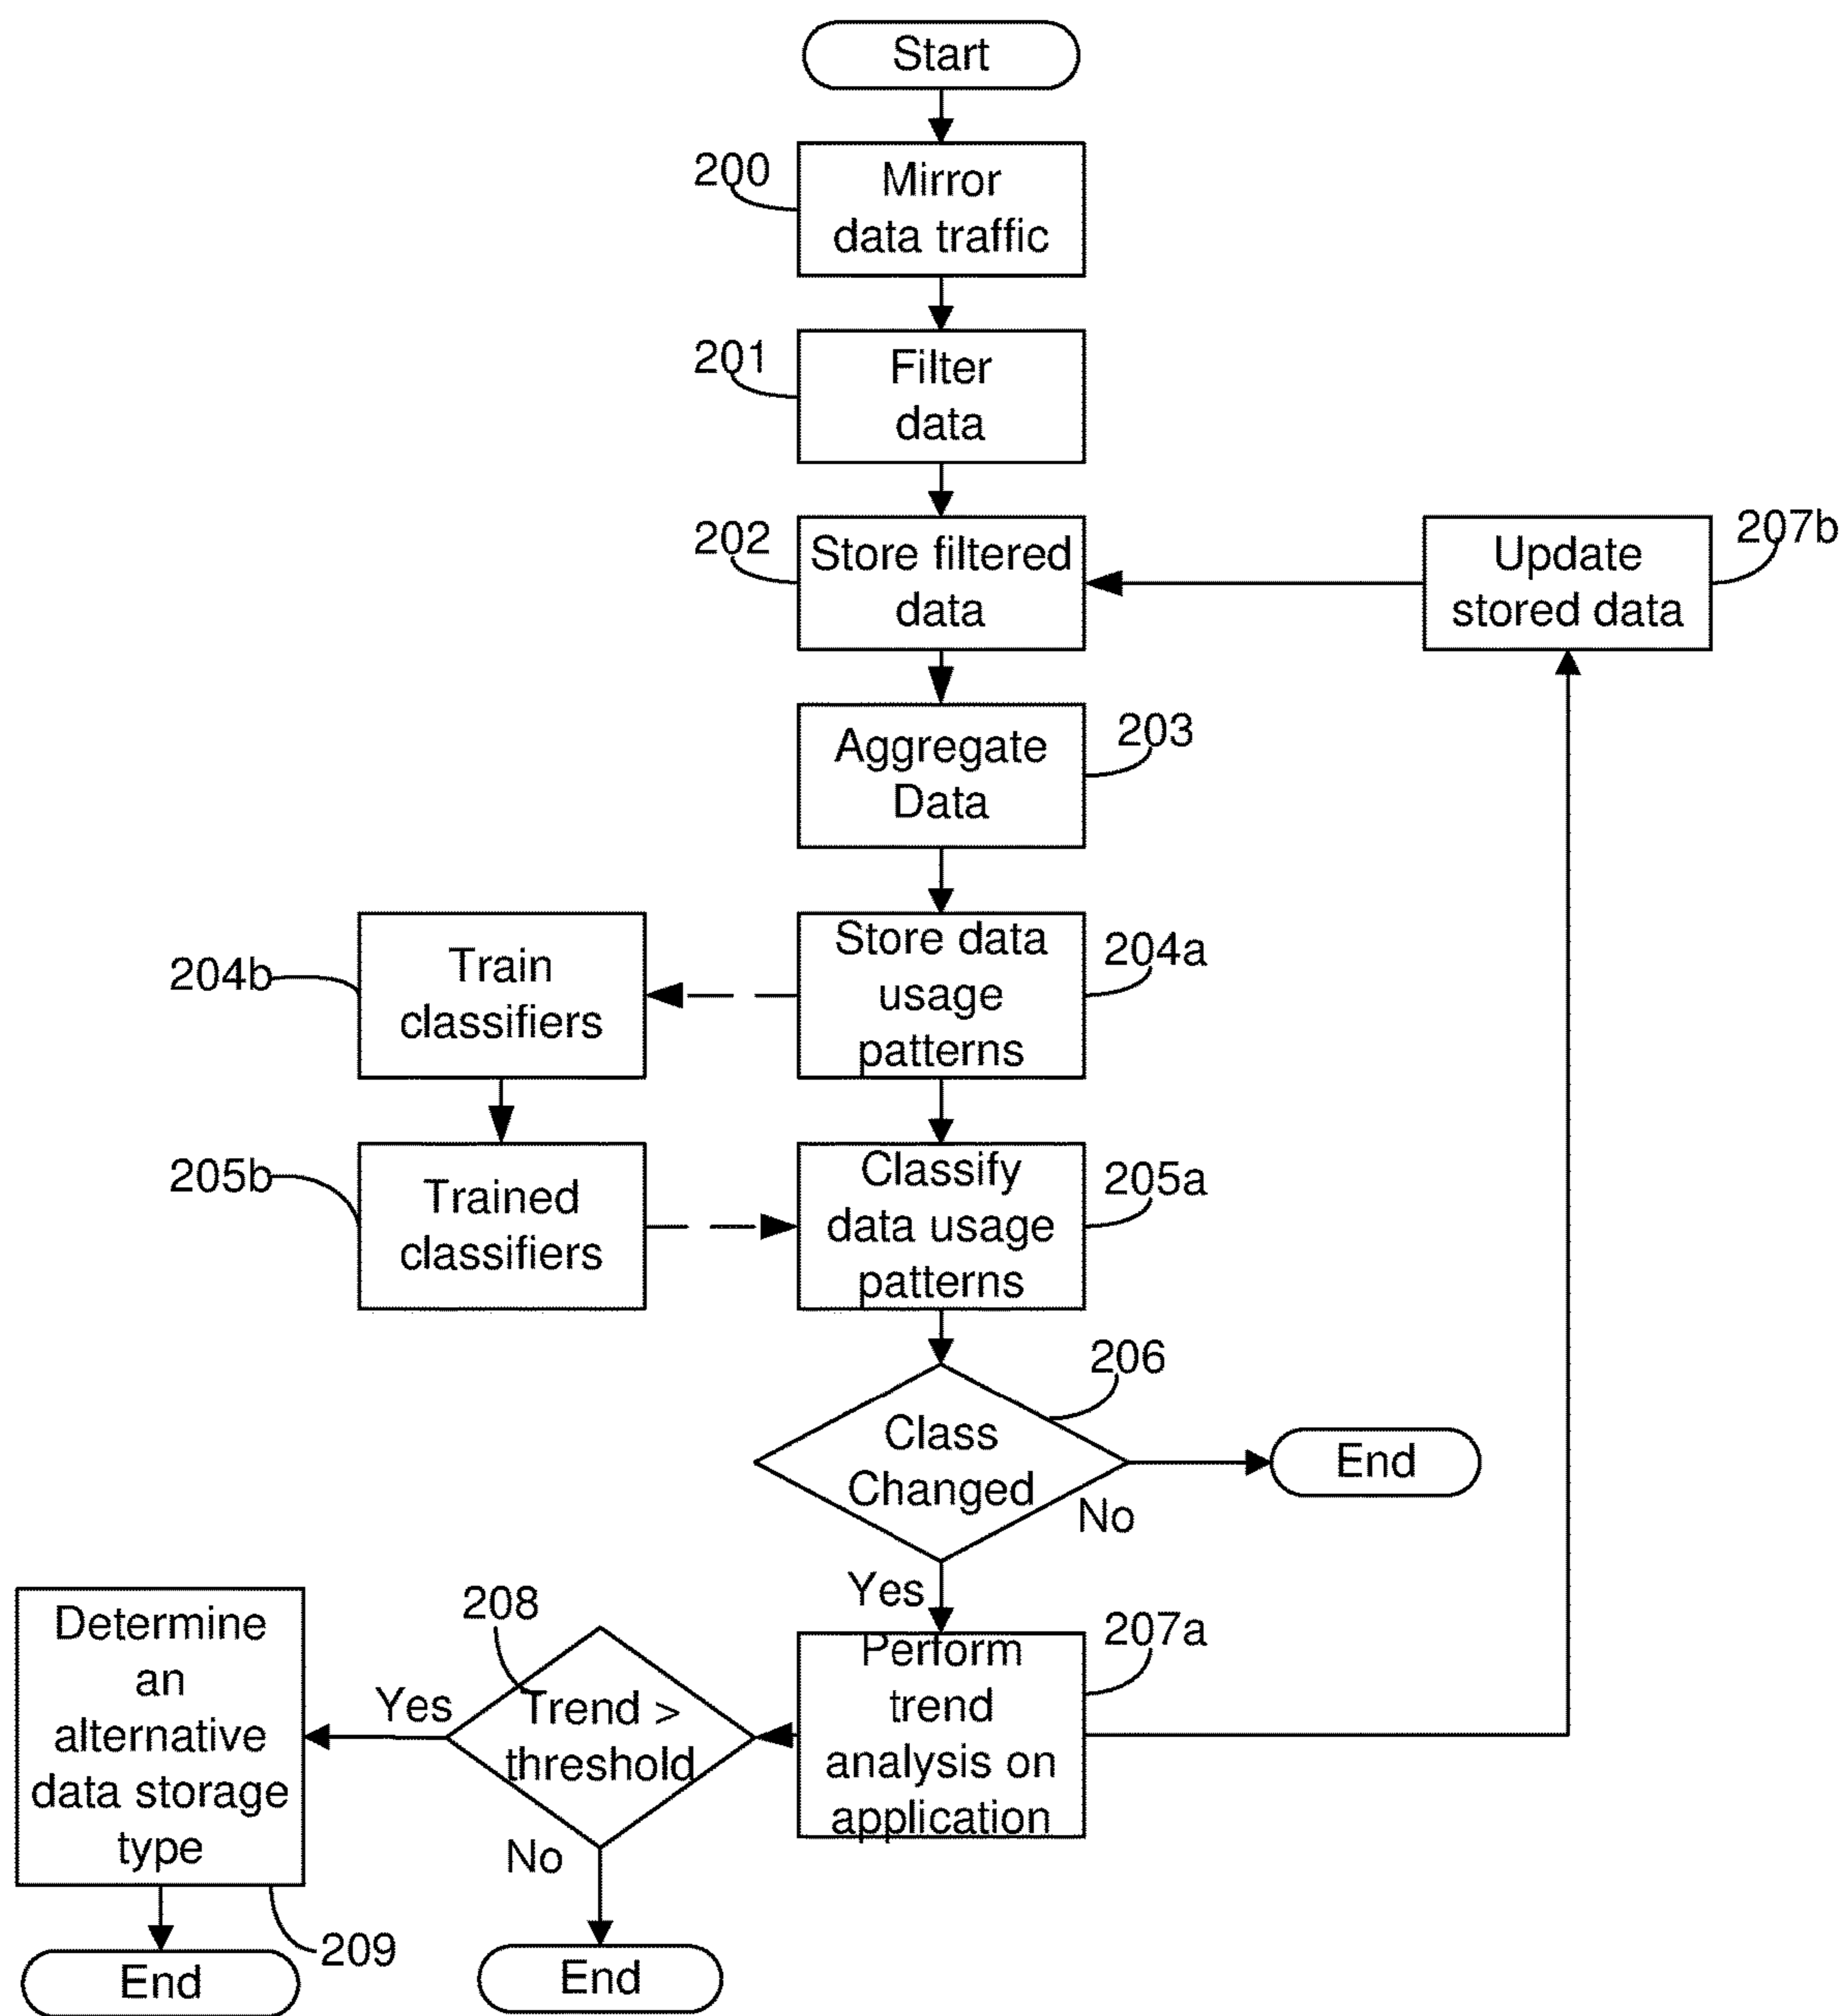 Start
200
Mirror
data traffic
201
Filter
data
202
Store filtered
data
Update
stored data
207b
Aggregate
Data
203
204b
Train
classifiers
Store data
usage
patterns
204a
205b
Trained
classifiers
Classify
data usage
patterns
205a
206
Class
Changed
No
End
Yes
Determine
an
alternative
data storage
type
Yes
208
Trend >
threshold
No
Perform
trend
analysis on
application
207a
209
End
End